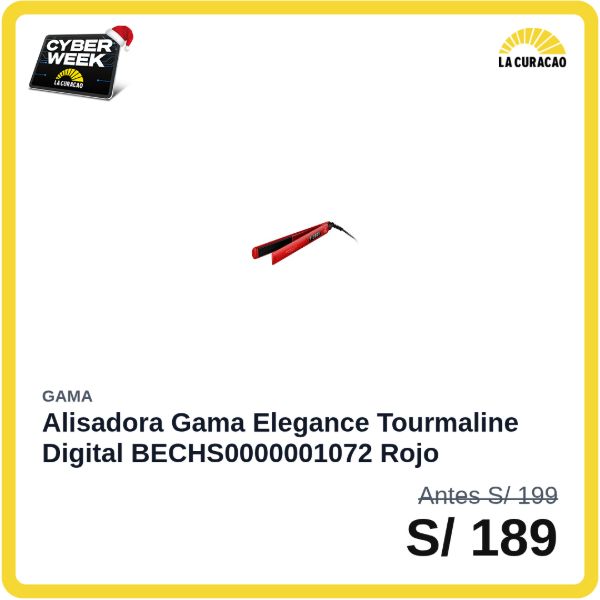 CYBER
WEEK
LA CURACAO
LA CURACAO
GAMA
Alisadora Gama Elegance Tourmaline
Digital BECHS0000001072 Rojo
Antes S/ 199
S/ 189